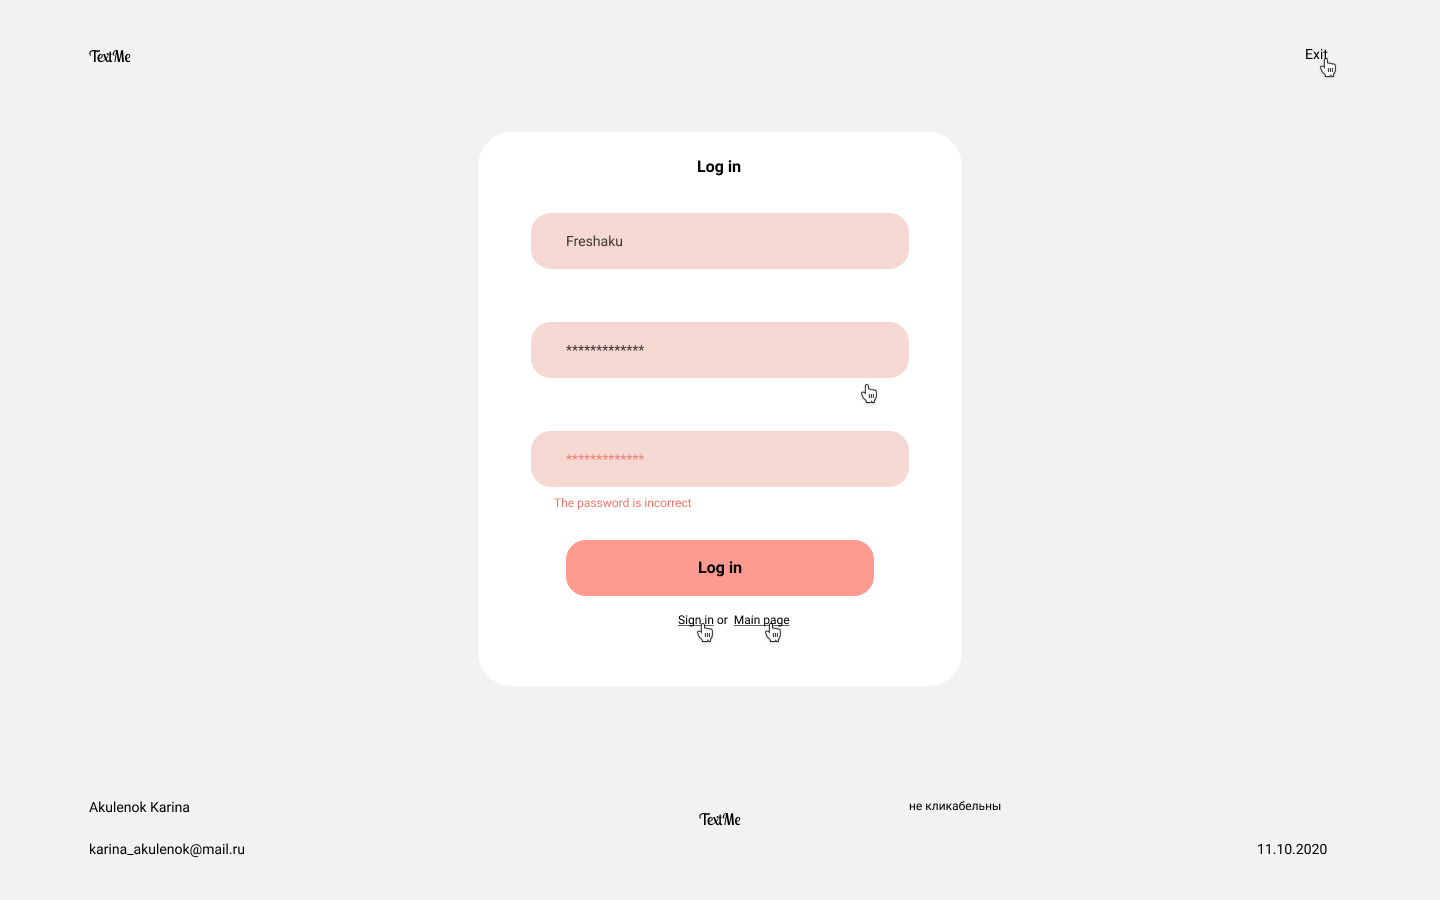 TextMe
Exit
Log in
Freshaku
*************
*************
The password is incorrect
Log in
Sign in or Main page
Akulenok Karina
не кликабельны
TextMe
karina_akulenok@mail.ru
11.10.2020